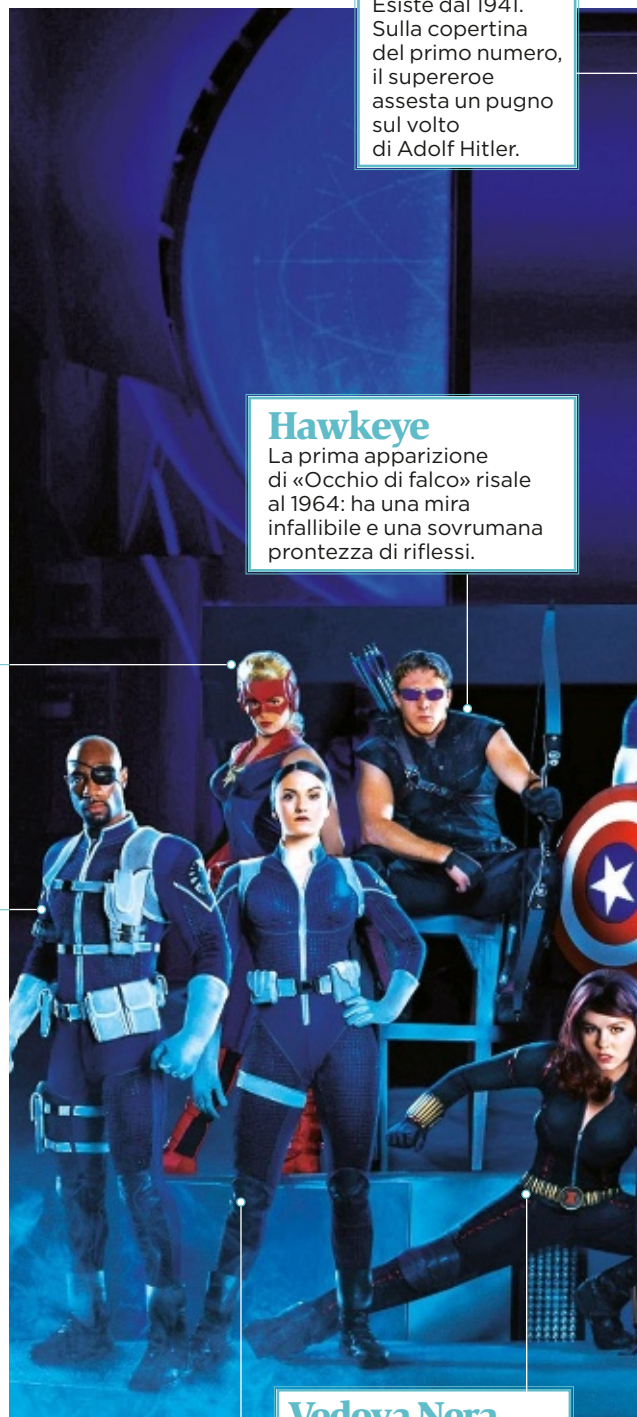 Esiste dal 1941.
Sulla copertina
del primo numero,
il supereroe
assesta un pugno
sul volto
di Adolf Hitler.
Hawkeye
La prima apparizione
di «Occhio di falco» risale
al 1964: ha una mira
infallibile e una sovrumana
prontezza di riflessi.
Vedova Nera